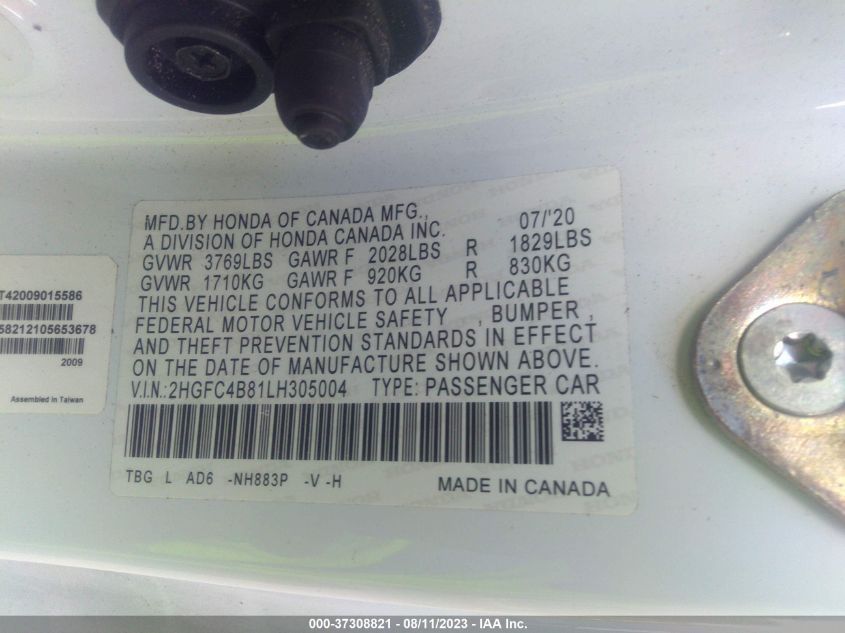 MFD.BY HONDA OF CANADA MFG., 07/'20
A DIVISION OF HONDA CANADA INC.
GVWR 3769LBS GAWR F 2028LBS R 1829LBS
GVWR 1710KG GAWR F 920KG R 830KG
THIS VEHICLE CONFORMS TO ALL APPLICABLE
FEDERAL MOTOR VEHICLE SAFETY , BUMPER ,
AND THEFT PREVENTION STANDARDS IN EFFECT
ON THE DATE OF MANUFACTURE SHOWN ABOVE.
V.I.N.:2HGFC4B81LH305004 TYPE: PASSENGER CAR
TBG L AD6 -NH883P -V -H
MADE IN CANADA
T42009015586
58212105653678
2009
Assembled in Taiwan
000-37308821 - 08/11/2023 - IAA Inc.